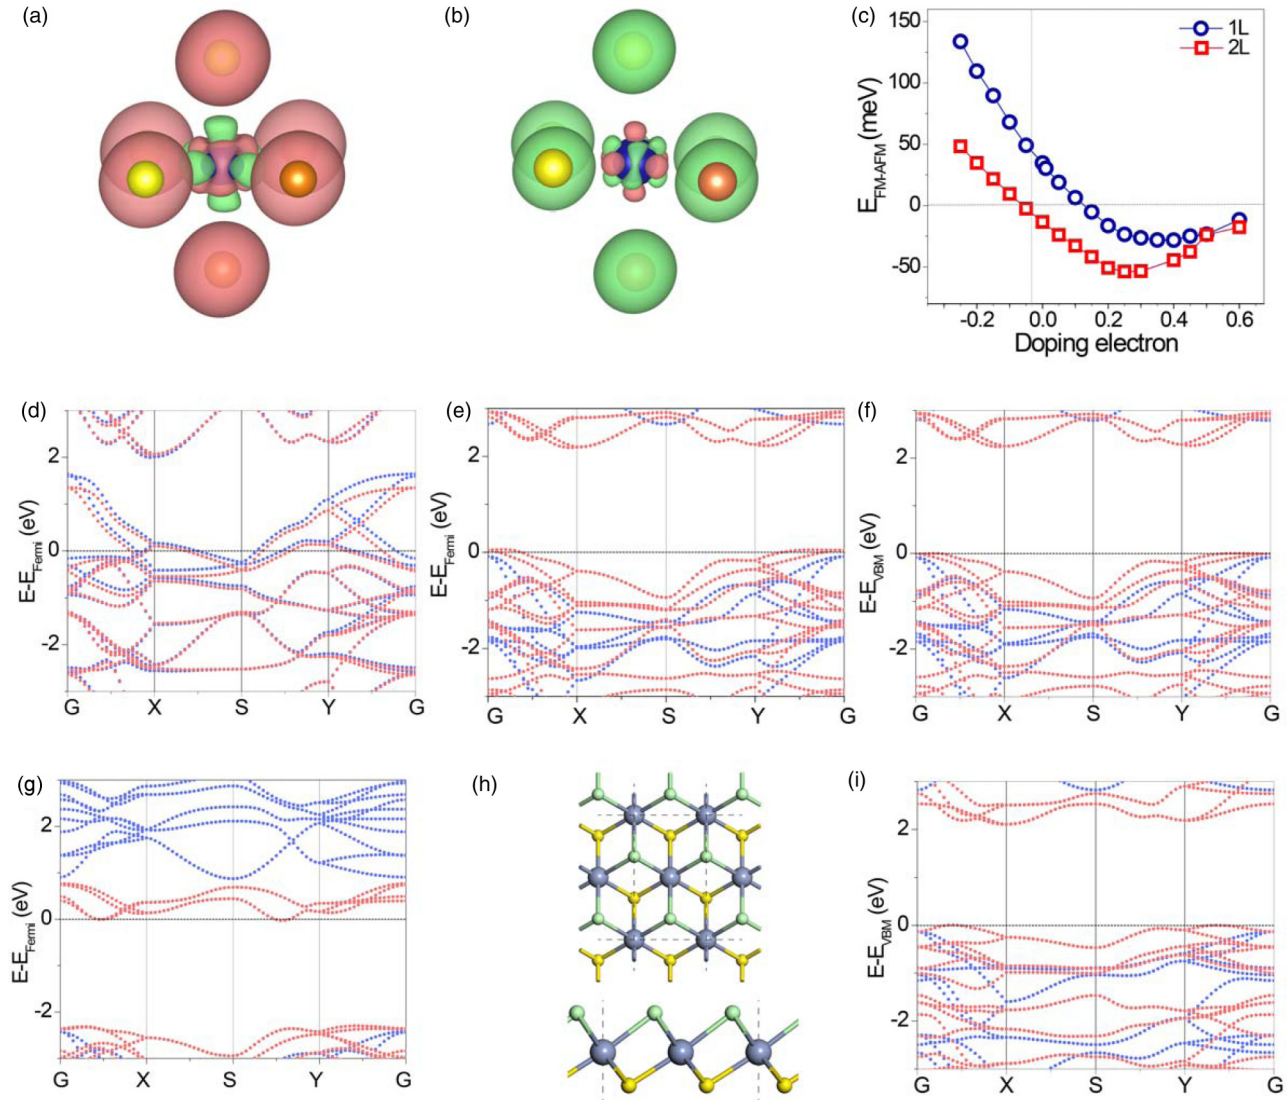 (a)
(b)
(c)
150
100
50
0
-50
E_FM-AFM (meV)
1L
2L
-0.2 0.0 0.2 0.4 0.6
Doping electron
(d)
2
0
-2
E-E_Fermi (eV)
G X S Y G
(e)
2
0
-2
E-E_Fermi (eV)
G X S Y G
(f)
2
0
-2
E-E_VBM (eV)
G X S Y G
(g)
2
0
-2
E-E_Fermi (eV)
G X S Y G
(h)
(i)
2
0
-2
E-E_VBM (eV)
G X S Y G